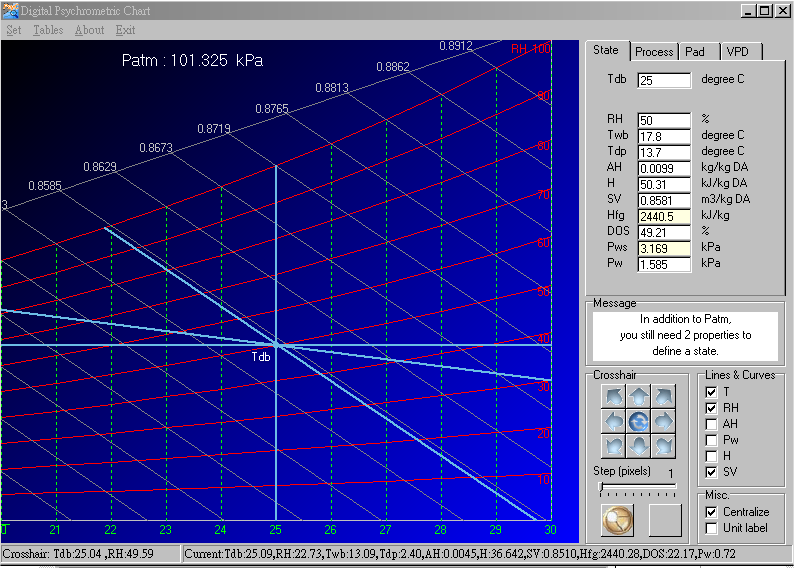 Digital Psychrometric Chart
Set Tables About Exit
Patm : 101.325 kPa
0.8912
RH 100
0.8862
0.8813
90
0.8765
0.8719
80
0.8673
0.8629
70
0.8585
3
60
50
40
Tdb
30
20
10
T 21 22 23 24 25 26 27 28 29 30
State Process Pad VPD
Tdb 25 degree C
RH 50 %
Twb 17.8 degree C
Tdp 13.7 degree C
AH 0.0099 kg/kg DA
H 50.31 kJ/kg DA
SV 0.8581 m3/kg DA
Hfg 2440.5 kJ/kg
DOS 49.21 %
Pws 3.169 kPa
Pw 1.585 kPa
Message
In addition to Patm,
you still need 2 properties to
define a state.
Crosshair
Step (pixels) 1
Lines & Curves
T
RH
AH
Pw
H
SV
Misc.
Centralize
Unit label
Crosshair: Tdb:25.04 ,RH:49.59
Current:Tdb:25.09,RH:22.73,Twb:13.09,Tdp:2.40,AH:0.0045,H:36.642,SV:0.8510,Hfg:2440.28,DOS:22.17,Pw:0.72